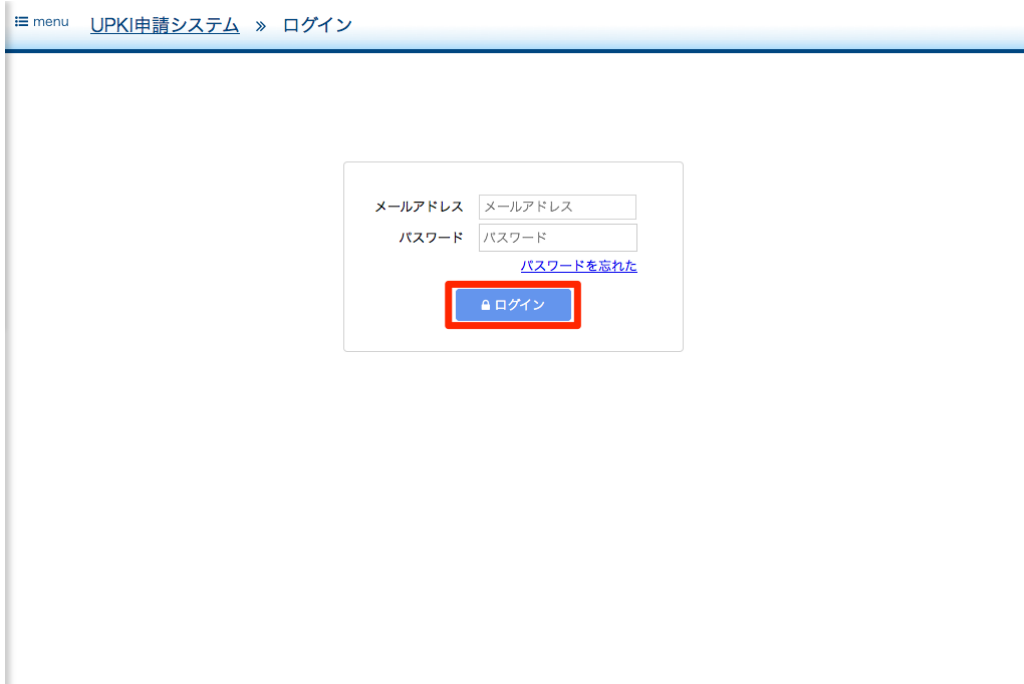 menu UPKI申請システム » ログイン
メールアドレス メールアドレス
パスワード パスワード
パスワードを忘れた
ログイン